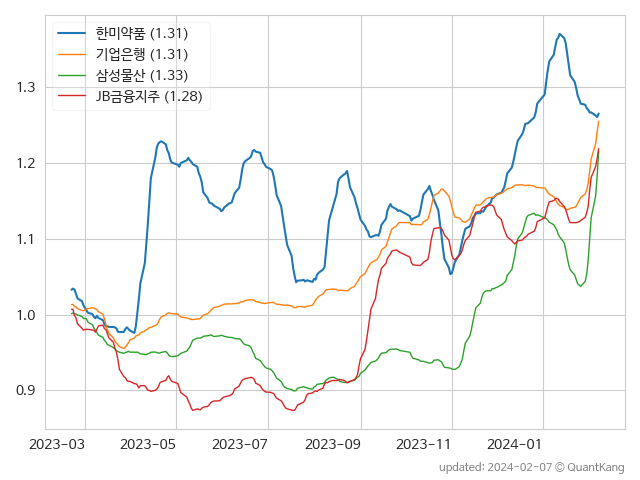 한미약품 (1.31)
기업은행 (1.31)
삼성물산 (1.33)
JB금융지주 (1.28)
1.3
1.2
1.1
1.0
0.9
2023-03 2023-05 2023-07 2023-09 2023-11 2024-01
updated: 2024-02-07 © QuantKang